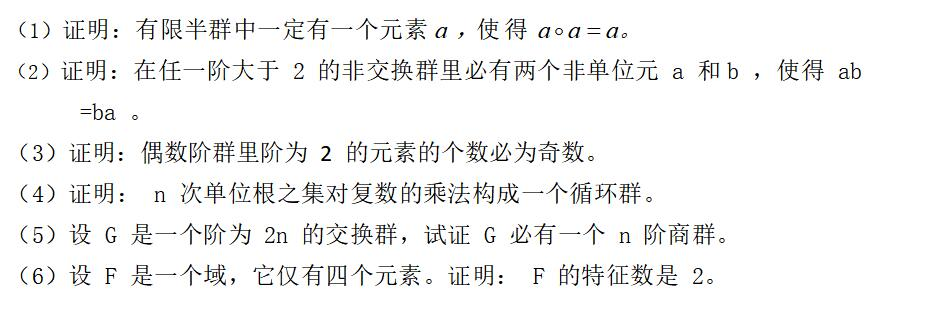 （1）证明：有限半群中一定有一个元素 a ，使得 a∘a=a。
（2）证明：在任一阶大于 2 的非交换群里必有两个非单位元 a 和 b ，使得 ab
=ba 。
（3）证明：偶数阶群里阶为 2 的元素的个数必为奇数。
（4）证明： n 次单位根之集对复数的乘法构成一个循环群。
（5）设 G 是一个阶为 2n 的交换群，试证 G 必有一个 n 阶商群。
（6）设 F 是一个域，它仅有四个元素。证明： F 的特征数是 2。